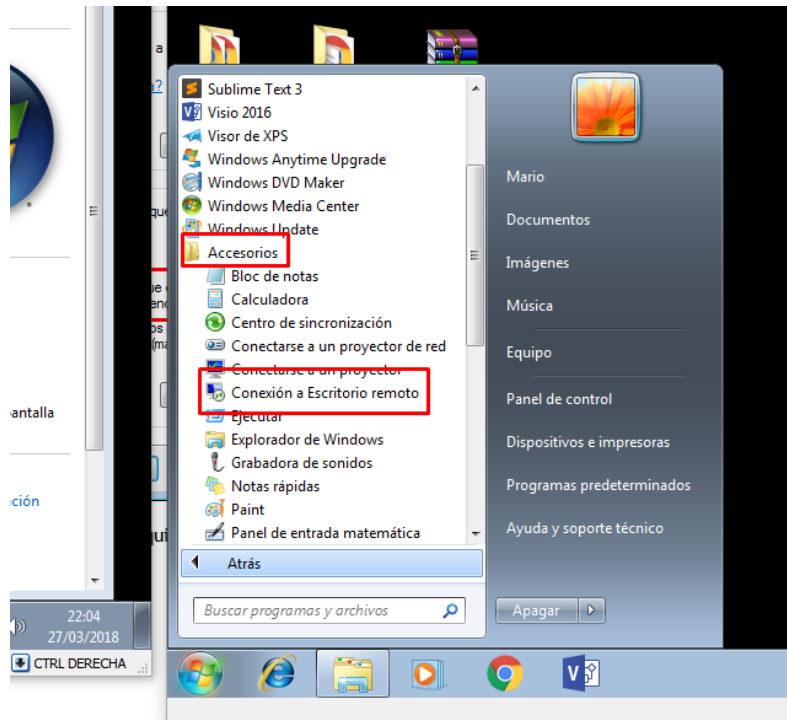 a
a?
que
Sublime Text 3
Visio 2016
Visor de XPS
Windows Anytime Upgrade
Windows DVD Maker
Windows Media Center
Windows Update
Accesorios
Bloc de notas
Calculadora
Centro de sincronización
Conectarse a un proyector de red
Conectarse a un proyector
Conexión a Escritorio remoto
Ejecutar
Explorador de Windows
Grabadora de sonidos
Notas rápidas
Paint
Panel de entrada matemática
Atrás
Buscar programas y archivos
Mario
Documentos
Imágenes
Música
Equipo
Panel de control
Dispositivos e impresoras
Programas predeterminados
Ayuda y soporte técnico
Apagar
antalla
ción
22:04
27/03/2018
CTRL DERECHA